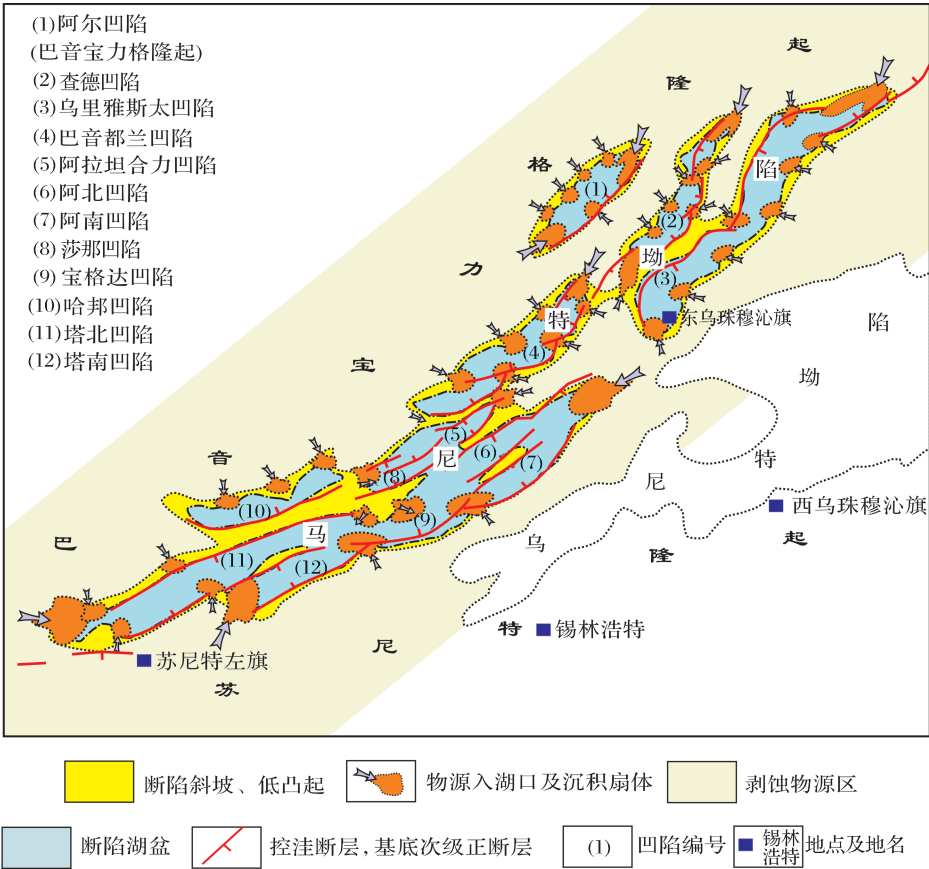 (1)阿尔凹陷
(巴音宝力格隆起)
(2)查德凹陷
(3)乌里雅斯太凹陷
(4)巴音都兰凹陷
(5)阿拉坦合力凹陷
(6)阿北凹陷
(7)阿南凹陷
(8)莎那凹陷
(9)宝格达凹陷
(10)哈邦凹陷
(11)塔北凹陷
(12)塔南凹陷
巴音宝力格隆起
马尼特坳陷
(1)
(2)
(3)
(4)
(5)
(6)
(7)
(8)
(9)
(10)
(11)
(12)
东乌珠穆沁旗
乌尼特坳陷
西乌珠穆沁旗
苏尼特隆起
锡林浩特
苏尼特左旗
断陷斜坡、低凸起
物源入湖口及沉积扇体
剥蚀物源区
断陷湖盆
控洼断层,基底次级正断层
(1)
凹陷编号
锡林
浩特
地点及地名